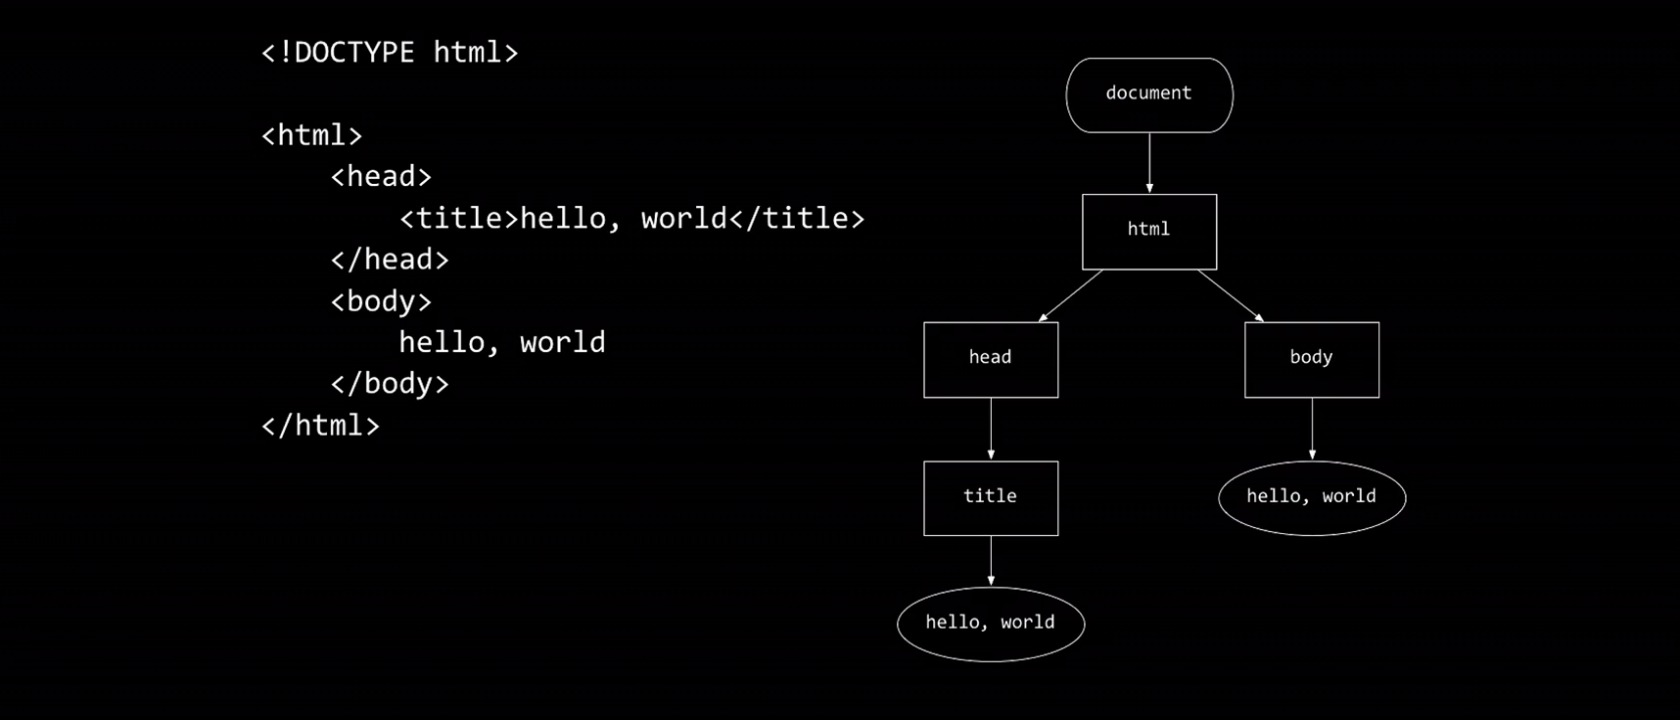 <!DOCTYPE html>
<html>
<head>
<title>hello, world</title>
</head>
<body>
hello, world
</body>
</html>
document
html
head
body
title
hello, world
hello, world